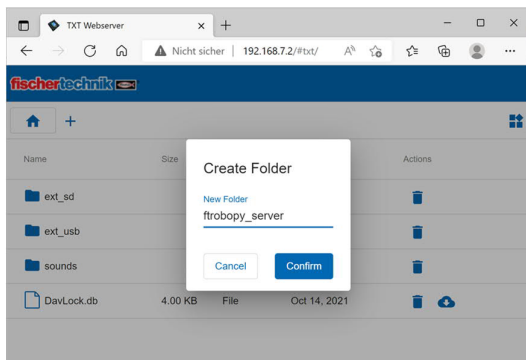 TXT Webserver
Nicht sicher 192.168.7.2/#txt/
fischertechnik
Name Size Actions
Create Folder
New Folder
ftrobopy_server
Cancel Confirm
ext_sd
ext_usb
sounds
DavLock.db 4.00 KB File Oct 14, 2021